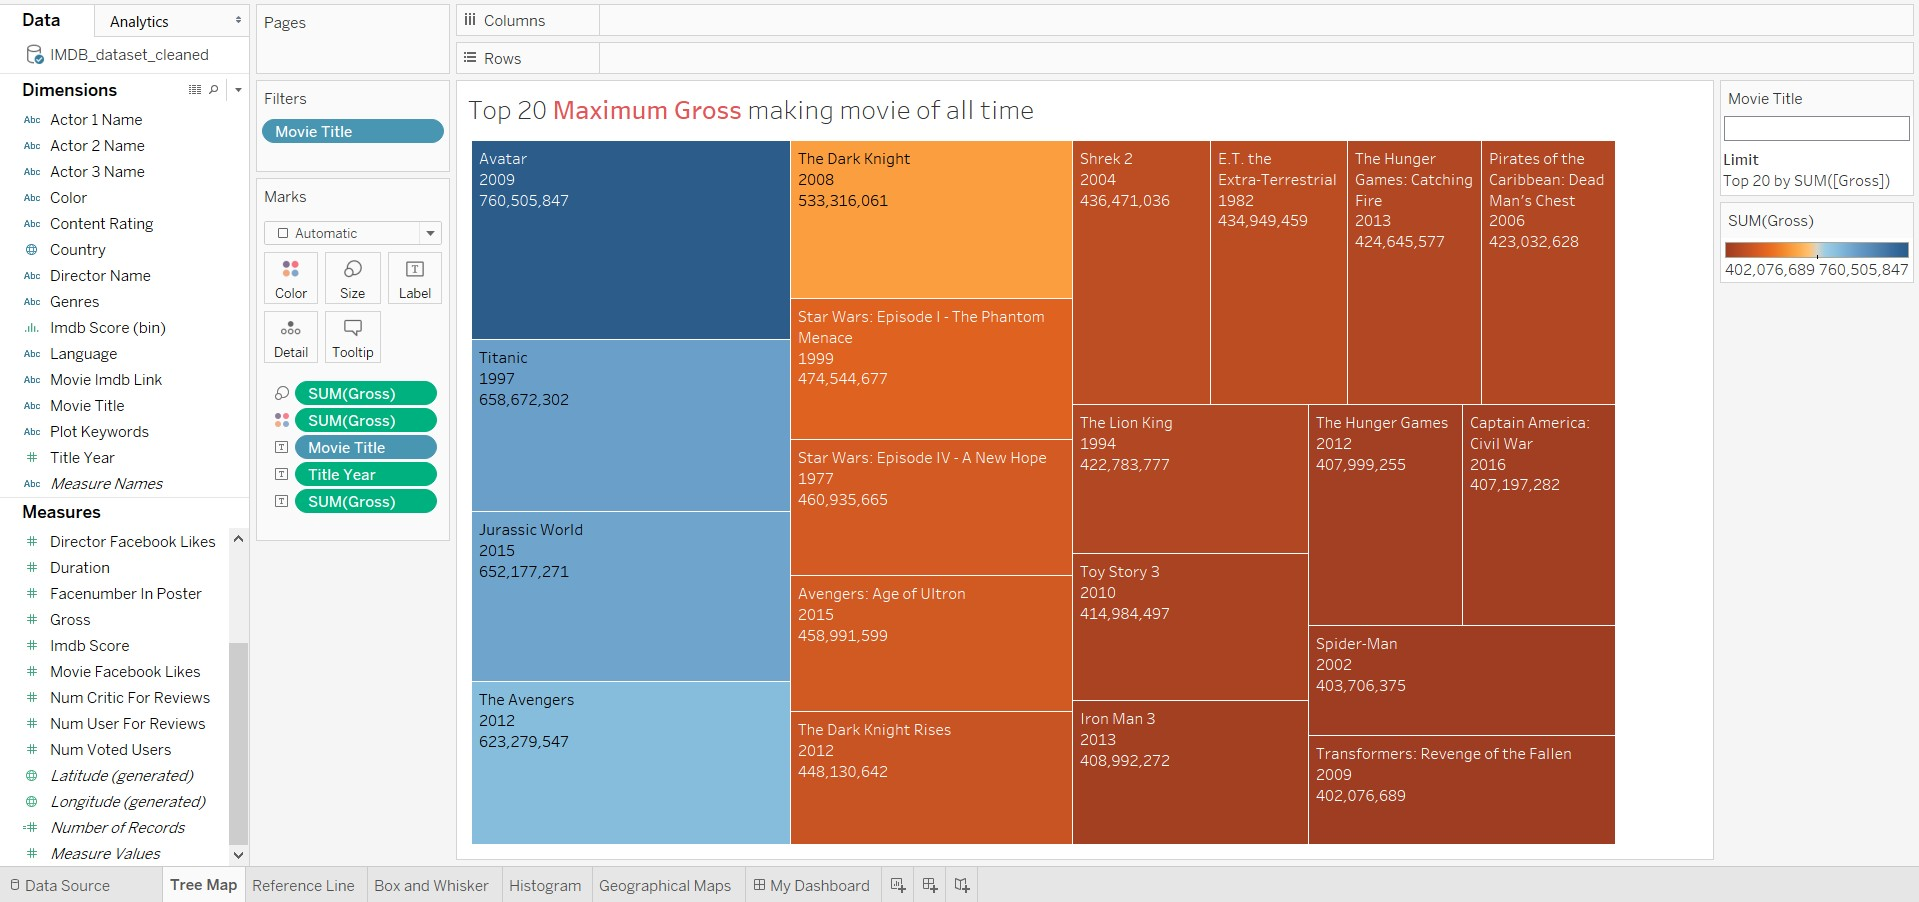 Data
Analytics
IMDB_dataset_cleaned
Dimensions
Abc Actor 1 Name
Abc Actor 2 Name
Abc Actor 3 Name
Abc Color
Abc Content Rating
Country
Abc Director Name
Abc Genres
Imdb Score (bin)
Abc Language
Abc Movie Imdb Link
Abc Movie Title
Abc Plot Keywords
# Title Year
Abc Measure Names
Measures
# Director Facebook Likes
# Duration
# Facenumber In Poster
# Gross
# Imdb Score
# Movie Facebook Likes
# Num Critic For Reviews
# Num User For Reviews
# Num Voted Users
Latitude (generated)
Longitude (generated)
=# Number of Records
# Measure Values
Pages
Filters
Movie Title
Marks
Automatic
Color
Size
T
Label
Detail
Tooltip
SUM(Gross)
SUM(Gross)
T Movie Title
T Title Year
T SUM(Gross)
Columns
Rows
Top 20 Maximum Gross making movie of all time
Avatar
2009
760,505,847
Titanic
1997
658,672,302
Jurassic World
2015
652,177,271
The Avengers
2012
623,279,547
The Dark Knight
2008
533,316,061
Star Wars: Episode I - The Phantom
Menace
1999
474,544,677
Star Wars: Episode IV - A New Hope
1977
460,935,665
Avengers: Age of Ultron
2015
458,991,599
The Dark Knight Rises
2012
448,130,642
Shrek 2
2004
436,471,036
E.T. the
Extra-Terrestrial
1982
434,949,459
The Hunger
Games: Catching
Fire
2013
424,645,577
Pirates of the
Caribbean: Dead
Man's Chest
2006
423,032,628
The Lion King
1994
422,783,777
Toy Story 3
2010
414,984,497
Iron Man 3
2013
408,992,272
The Hunger Games
2012
407,999,255
Captain America:
Civil War
2016
407,197,282
Spider-Man
2002
403,706,375
Transformers: Revenge of the Fallen
2009
402,076,689
Movie Title
Limit
Top 20 by SUM([Gross])
SUM(Gross)
402,076,689 760,505,847
Data Source
Tree Map
Reference Line
Box and Whisker
Histogram
Geographical Maps
My Dashboard